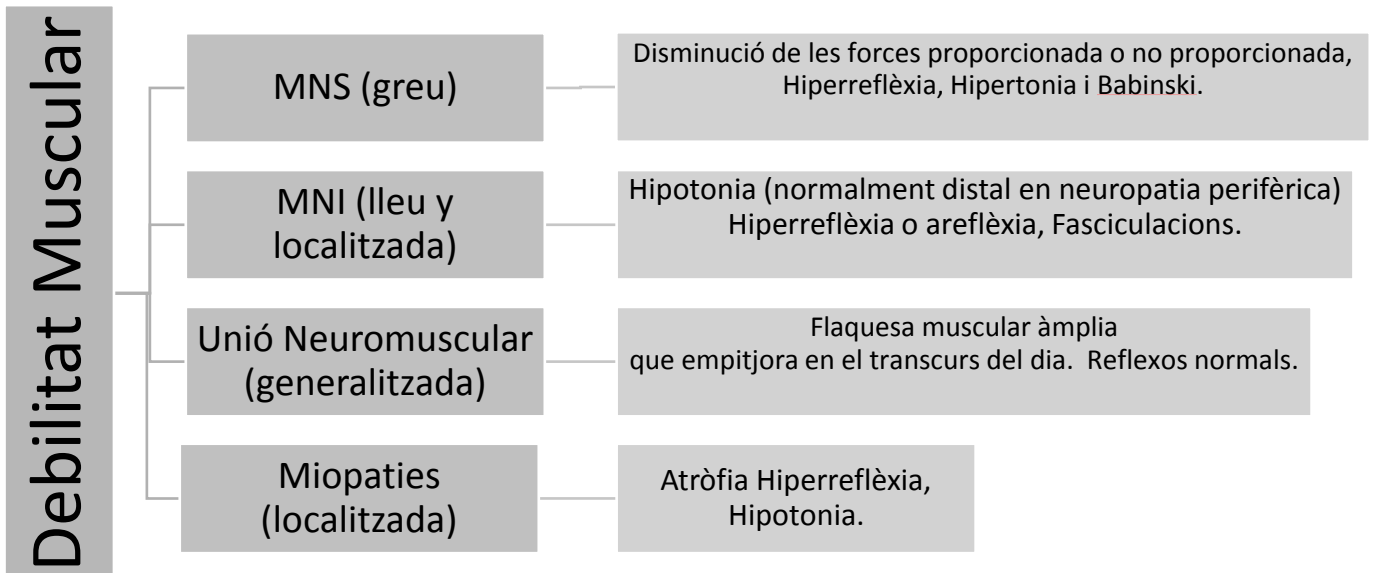 Debilitat Muscular
MNS (greu)
Disminució de les forces proporcionada o no proporcionada,
Hiperreflèxia, Hipertonia i Babinski.
MNI (lleu y
localitzada)
Hipotonia (normalment distal en neuropatia perifèrica)
Hiperreflèxia o areflèxia, Fasciculacions.
Unió Neuromuscular
(generalitzada)
Flaquesa muscular àmplia
que empitjora en el transcurs del dia. Reflexos normals.
Miopaties
(localitzada)
Atròfia Hiperreflèxia,
Hipotonia.